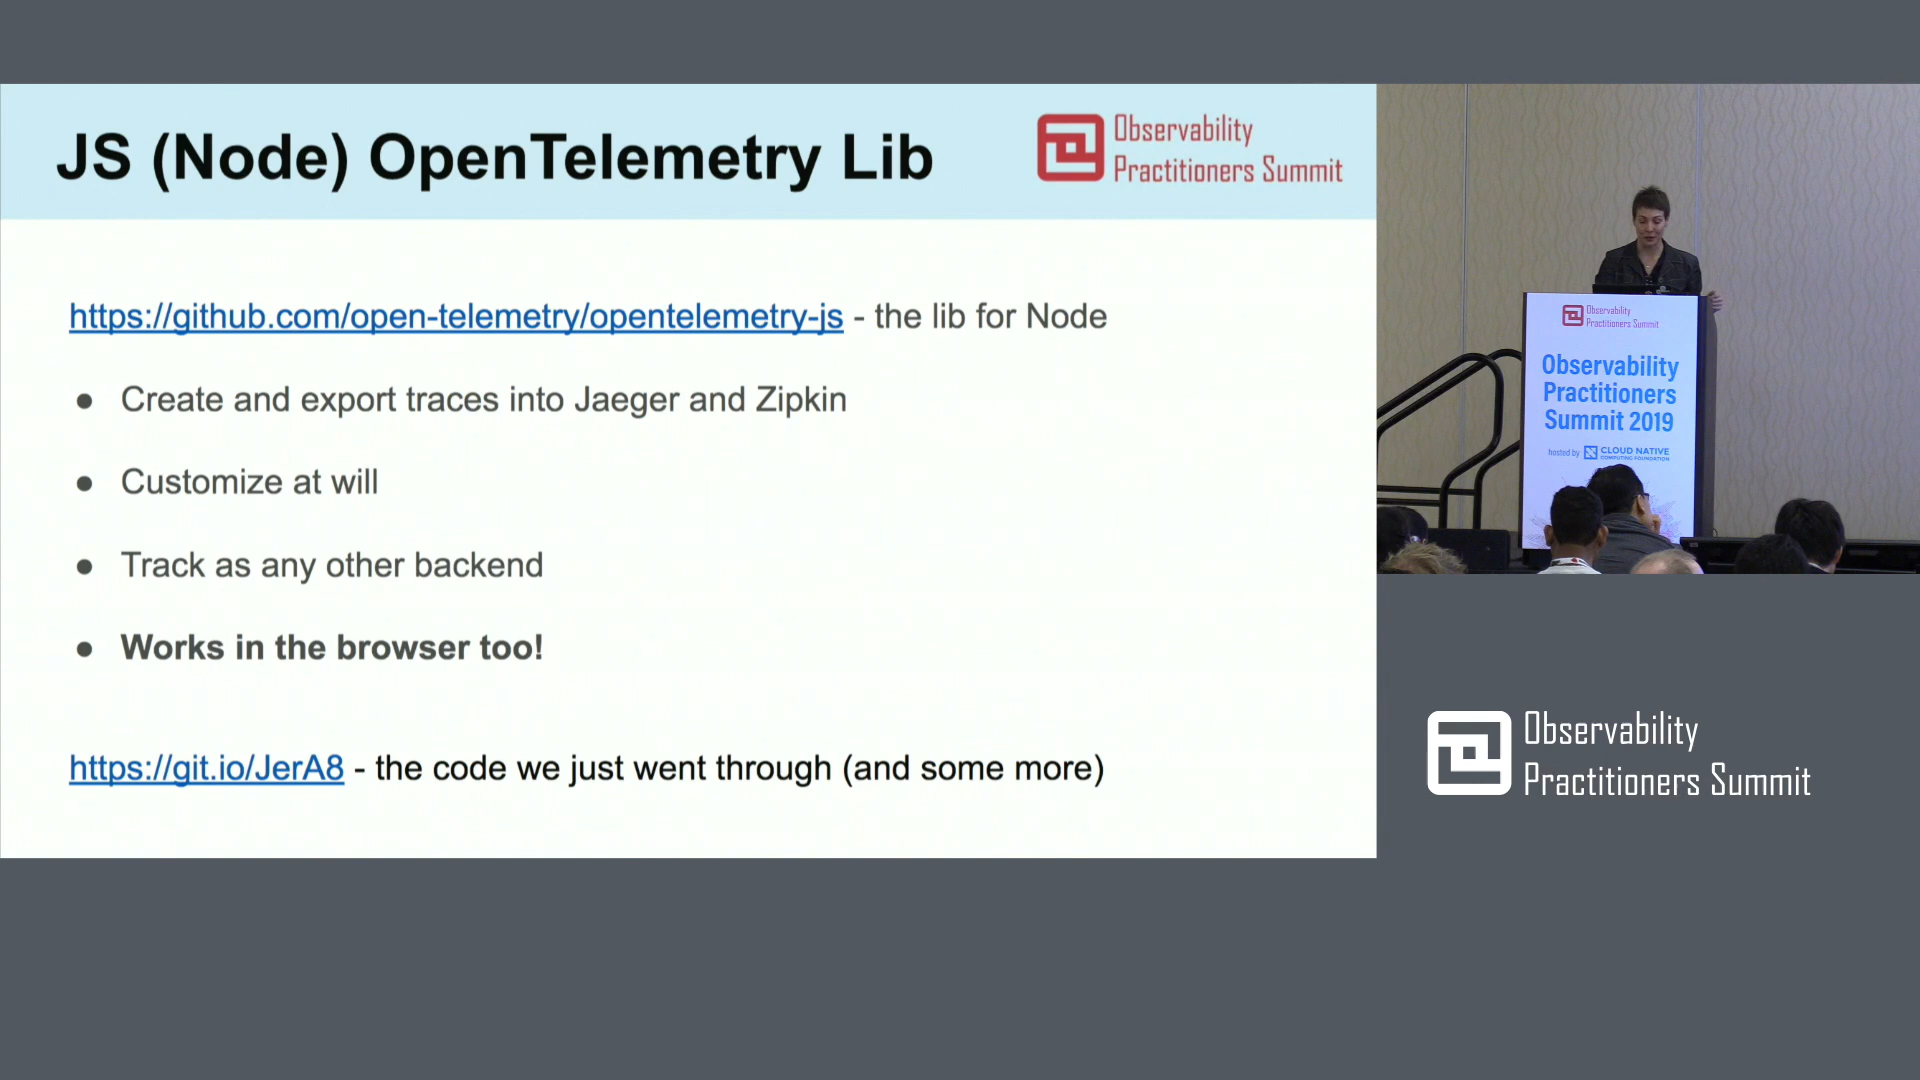 JS (Node) OpenTelemetry Lib
Observability
Practitioners Summit
https://github.com/open-telemetry/opentelemetry-js - the lib for Node
● Create and export traces into Jaeger and Zipkin
● Customize at will
● Track as any other backend
● Works in the browser too!
https://git.io/JerA8 - the code we just went through (and some more)
Observability
Practitioners Summit
Observability
Practitioners
Summit 2019
hosted by CLOUD NATIVE
COMPUTING FOUNDATION
Observability
Practitioners Summit